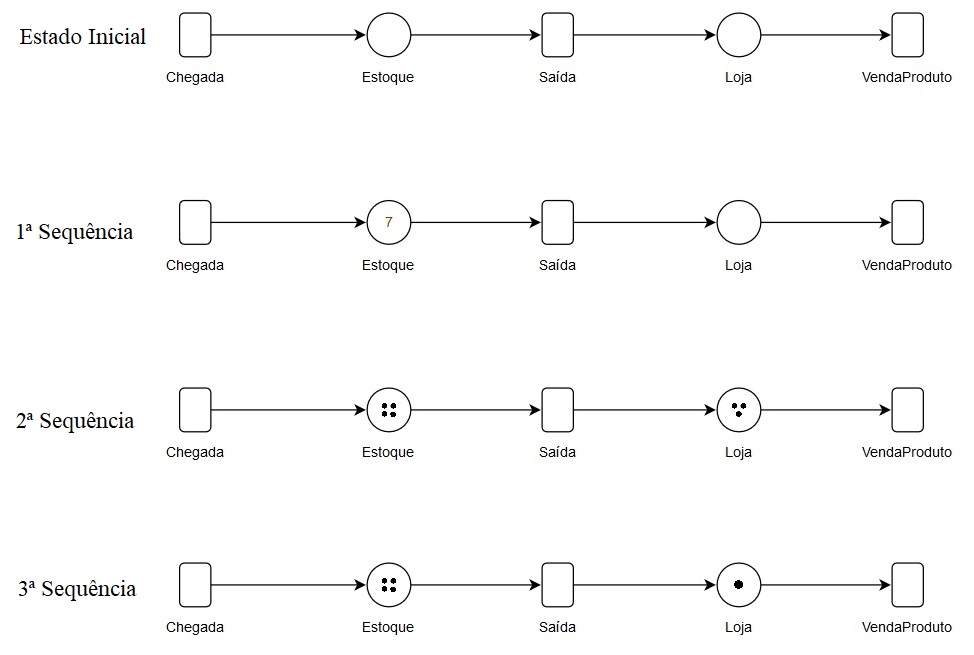 Estado Inicial
Chegada Estoque Saída Loja VendaProduto
1ª Sequência
7
Chegada Estoque Saída Loja VendaProduto
2ª Sequência
Chegada Estoque Saída Loja VendaProduto
3ª Sequência
Chegada Estoque Saída Loja VendaProduto